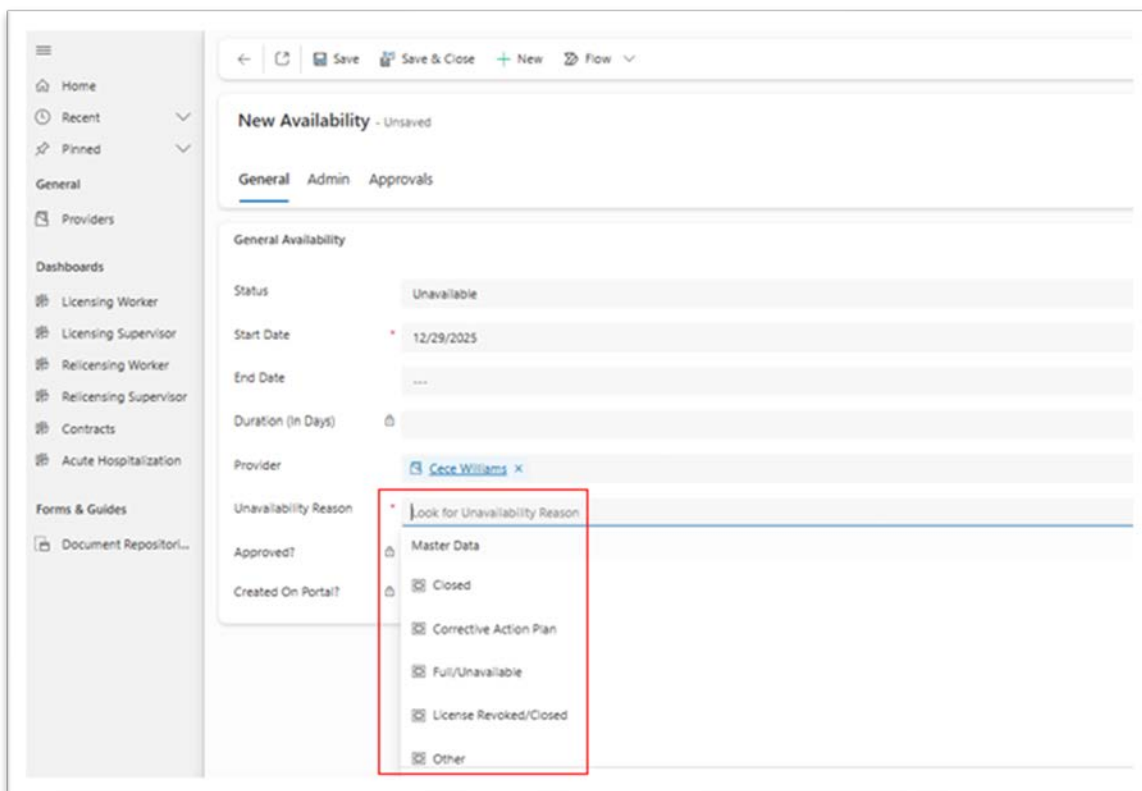 Save
Save & Close
New
Flow
Home
Recent
Pinned
General
Providers
Dashboards
Licensing Worker
Licensing Supervisor
Relicensing Worker
Relicensing Supervisor
Contracts
Acute Hospitalization
Forms & Guides
Document Repositori...
New Availability - Unsaved
General Admin Approvals
General Availability
Status Unavailable
Start Date * 12/29/2025
End Date ---
Duration (In Days)
Provider Cece Williams ×
Unavailability Reason * Look for Unavailability Reason
Master Data
Approved?
Closed
Created On Portal?
Corrective Action Plan
Full/Unavailable
License Revoked/Closed
Other